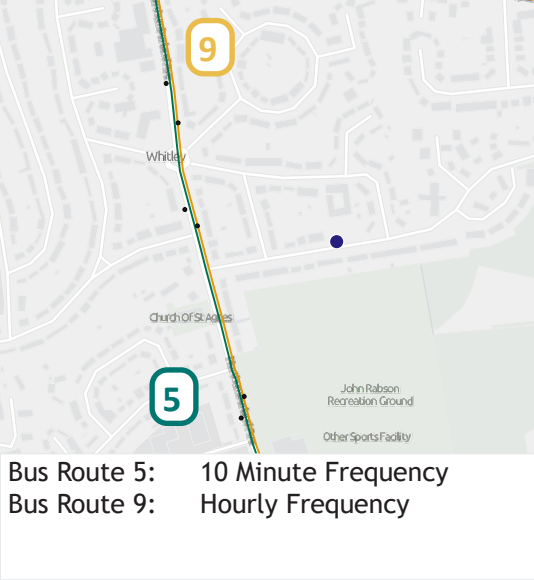 9
Whitley
Church Of St Agnes
5
John Rabson
Recreation Ground
Other Sports Facility
Bus Route 5: 10 Minute Frequency
Bus Route 9: Hourly Frequency